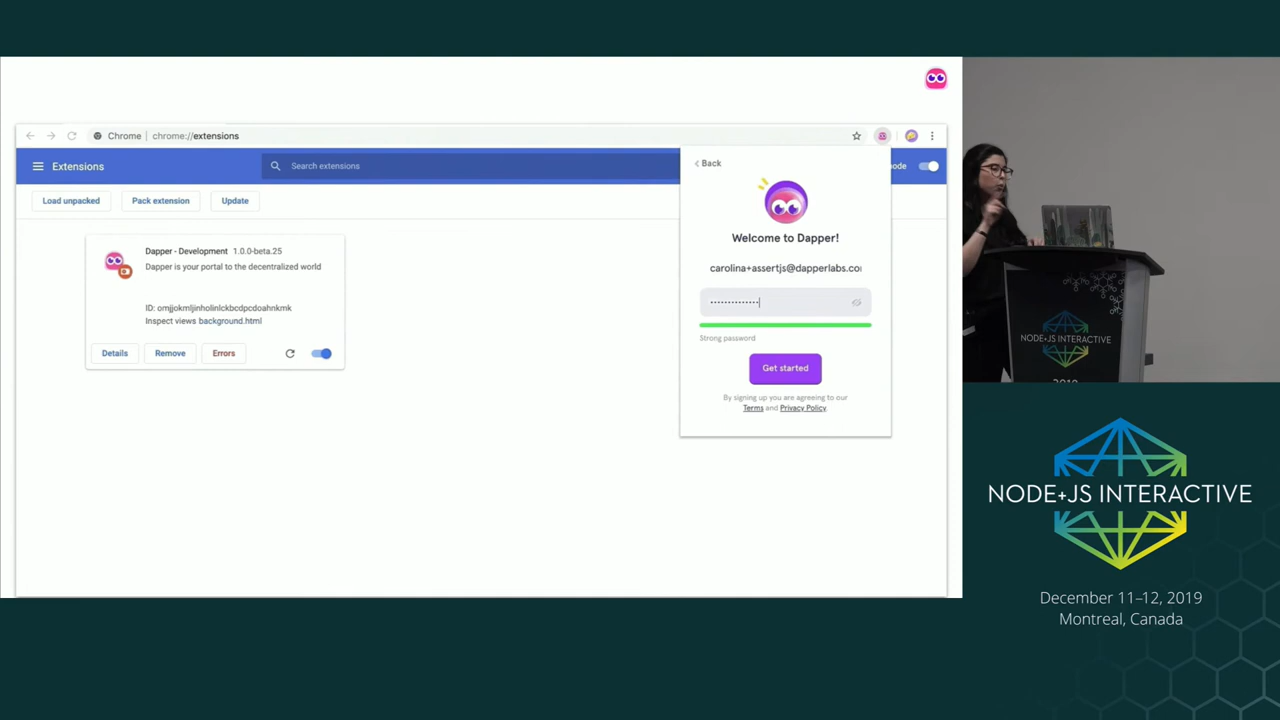 Chrome | chrome://extensions
Extensions
Search extensions
ode
Load unpacked
Pack extension
Update
Dapper - Development 1.0.0-beta.25
Dapper is your portal to the decentralized world
ID: omjjokmljinholinlckbcdpcdoahnkmk
Inspect views background.html
Details
Remove
Errors
Back
Welcome to Dapper!
carolina+assertjs@dapperlabs.co
Strong password
Get started
By signing up you are agreeing to our
Terms and Privacy Policy.
NODE+JS INTERACTIVE
2019
NODE+JS INTERACTIVE
December 11–12, 2019
Montreal, Canada